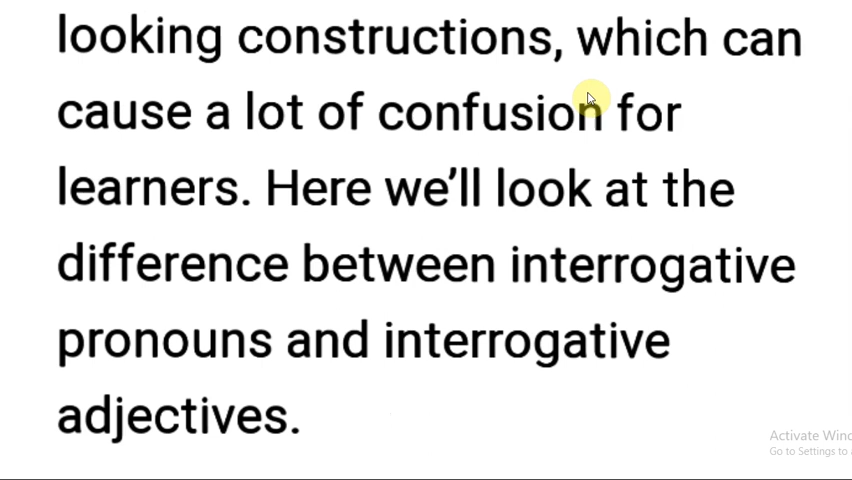 looking constructions, which can
cause a lot of confusion for
learners. Here we’ll look at the
difference between interrogative
pronouns and interrogative
adjectives.
Activate Wind
Go to Settings to